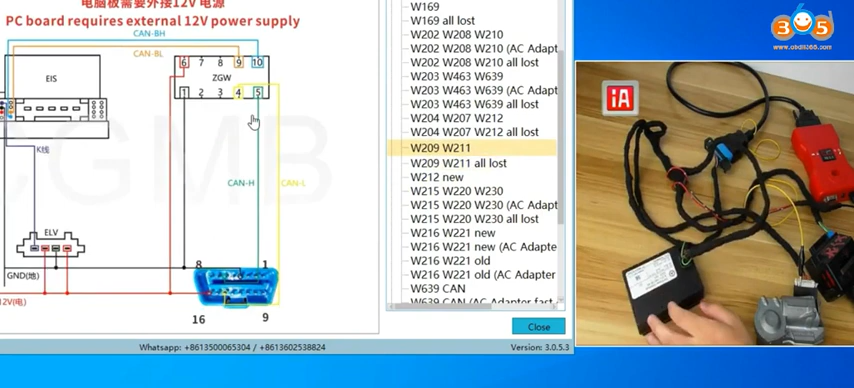 电脑板需要外接12V 电源
PC board requires external 12V power supply
CAN-BH
CAN-BL
6 7 8 9 10
EIS
ZGW
1 2 3 4 5
K线
CAN-H
CAN-L
ELV
GND(地)
12V(电)
8
1
16
9
CGMB
W169
W169 all lost
W202 W208 W210
W202 W208 W210 (AC Adapt
W202 W208 W210 all lost
W203 W463 W639
W203 W463 W639 (AC Adapt
W203 W463 W639 all lost
W204 W207 W212
W204 W207 W212 all lost
W209 W211
W209 W211 all lost
W212 new
W215 W220 W230
W215 W220 W230 (AC Adapt
W215 W220 W230 all lost
W216 W221 new
W216 W221 new (AC Adapte
W216 W221 old
W216 W221 old (AC Adapter
W639 CAN
W639 CAN (AC Adapter fast
Close
Whatsapp: +8613500065304 / +8613602538824
Version: 3.0.5.3
365
www.obdii365.com
iA